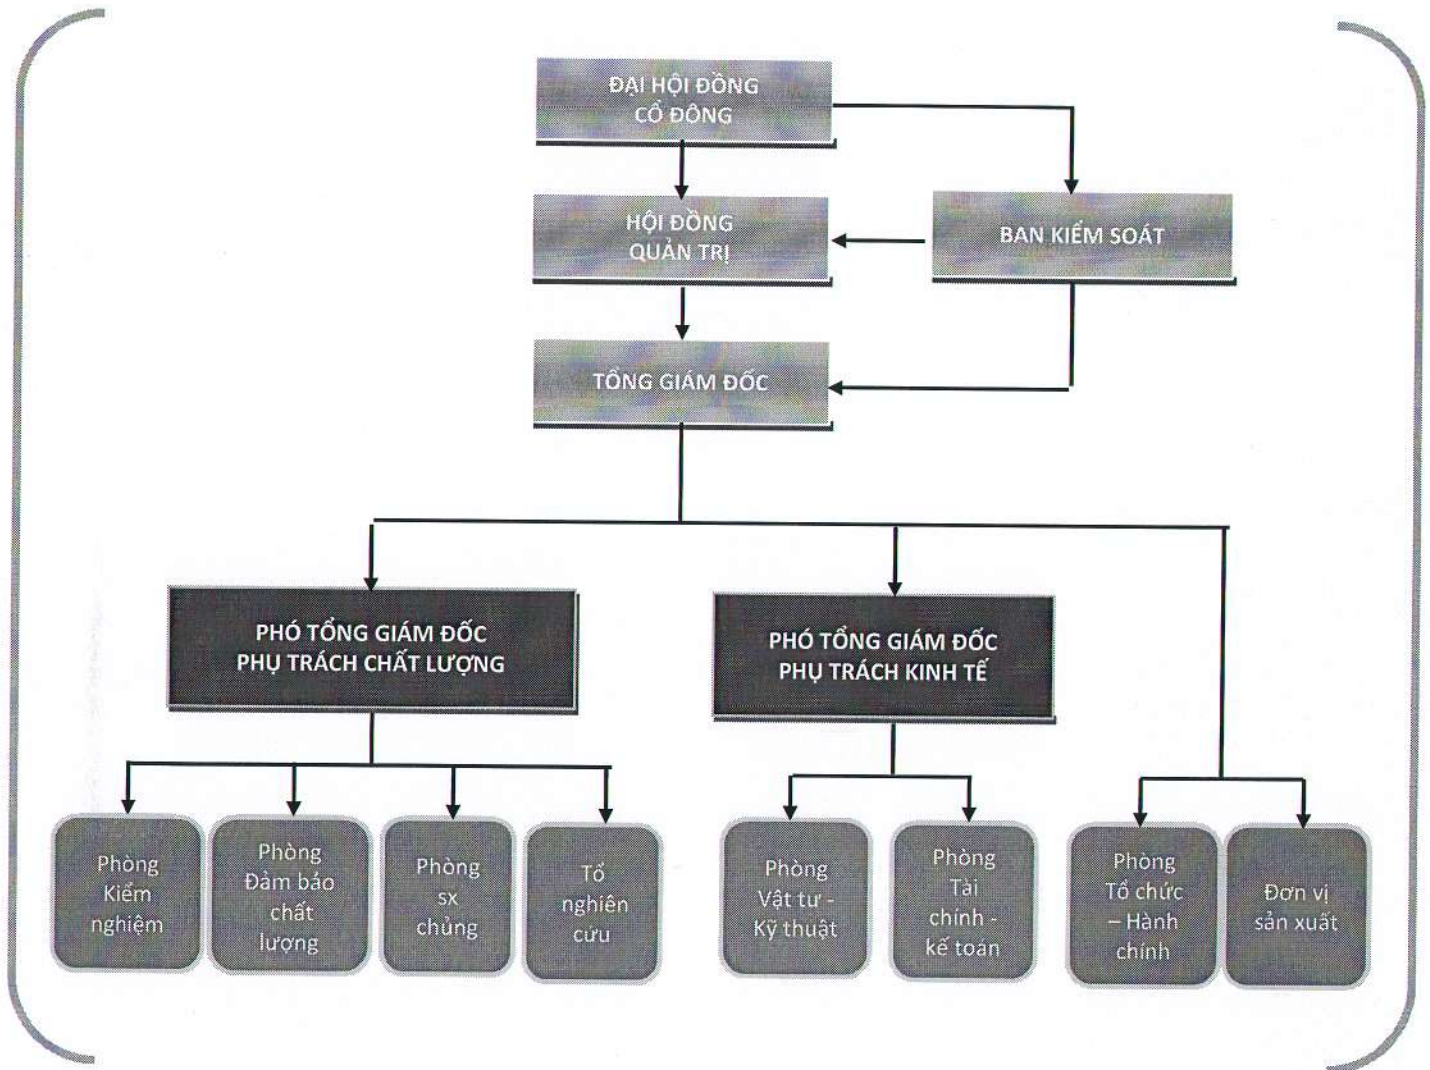 ĐẠI HỘI ĐỒNG
CỔ ĐÔNG
HỘI ĐỒNG
QUẢN TRỊ
BAN KIỂM SOÁT
TỔNG GIÁM ĐỐC
PHÓ TỔNG GIÁM ĐỐC
PHỤ TRÁCH CHẤT LƯỢNG
PHÓ TỔNG GIÁM ĐỐC
PHỤ TRÁCH KINH TẾ
Phòng
Kiểm
nghiệm
Phòng
Đảm bảo
chất
lượng
Phòng
sx
chủng
Tổ
nghiên
cứu
Phòng
Vật tư -
Kỹ thuật
Phòng
Tài
chính -
kế toán
Phòng
Tổ chức
– Hành
chính
Đơn vị
sản xuất